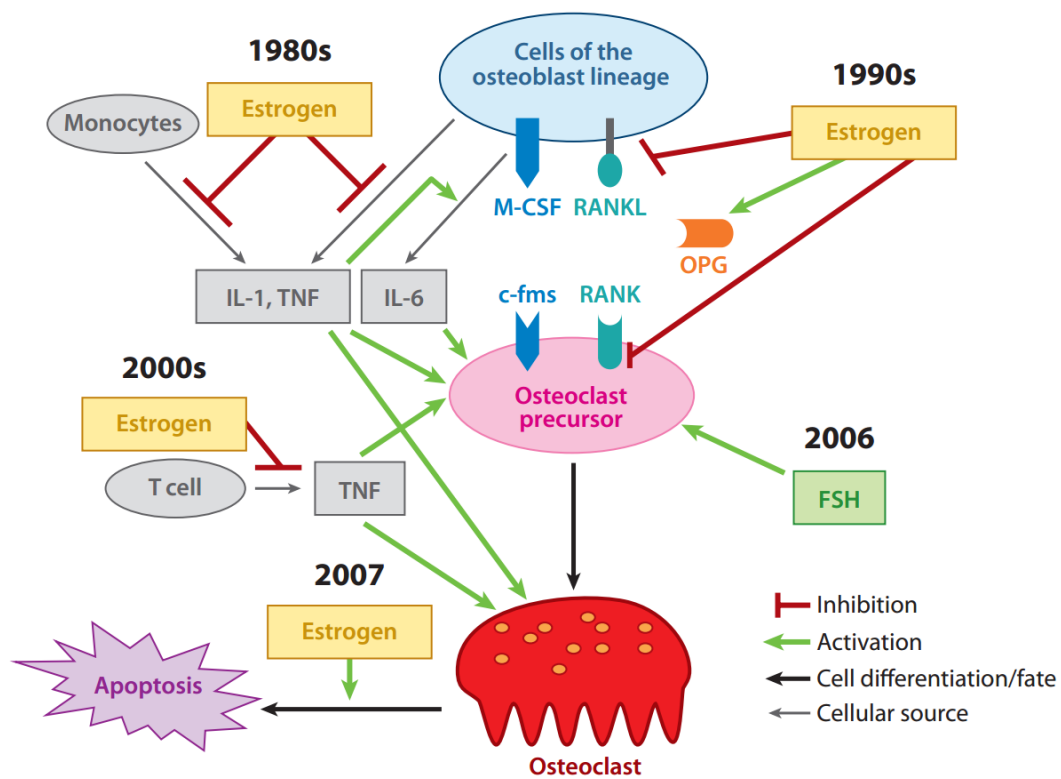 1980s
Estrogen
Monocytes
Cells of the
osteoblast lineage
1990s
Estrogen
M-CSF
RANKL
OPG
IL-1, TNF
IL-6
c-fms
RANK
2000s
Estrogen
T cell
TNF
Osteoclast
precursor
2006
FSH
2007
Estrogen
Apoptosis
Osteoclast
Inhibition
Activation
Cell differentiation/fate
Cellular source